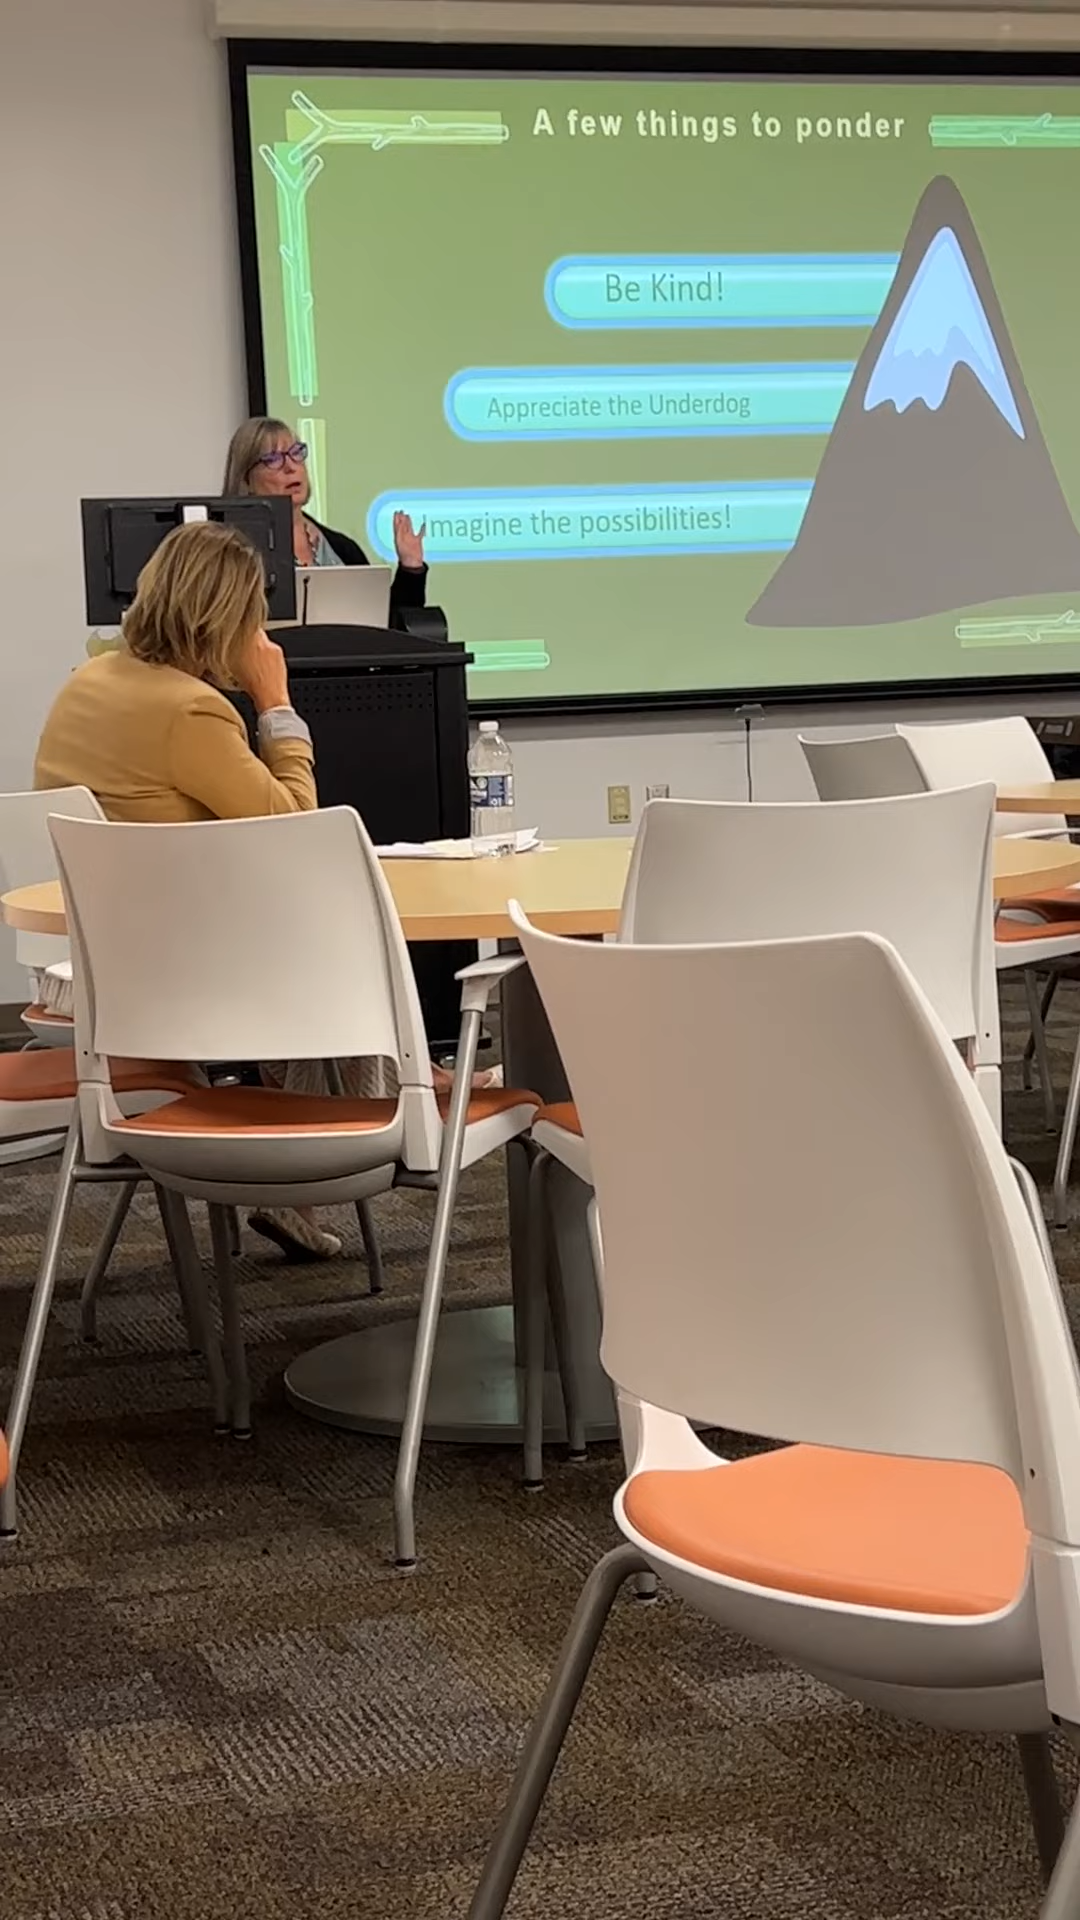 A few things to ponder
Be Kind!
Appreciate the Underdog
Imagine the possibilities!